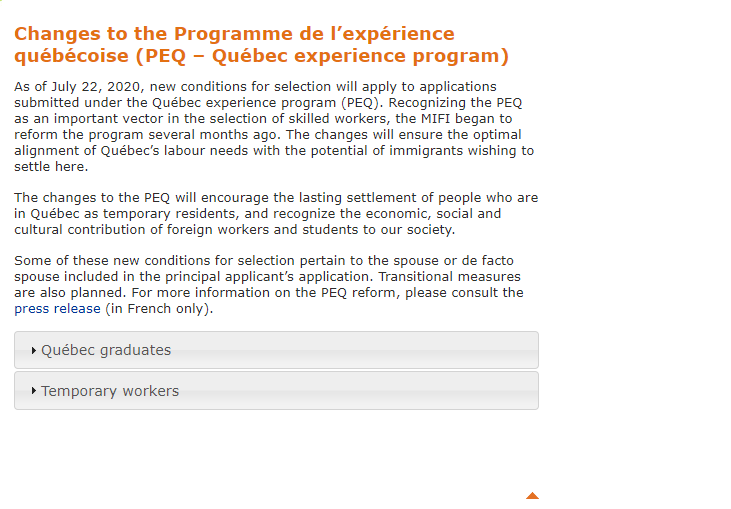 Changes to the Programme de l’expérience
québécoise (PEQ – Québec experience program)
As of July 22, 2020, new conditions for selection will apply to applications
submitted under the Québec experience program (PEQ). Recognizing the PEQ
as an important vector in the selection of skilled workers, the MIFI began to
reform the program several months ago. The changes will ensure the optimal
alignment of Québec’s labour needs with the potential of immigrants wishing to
settle here.
The changes to the PEQ will encourage the lasting settlement of people who are
in Québec as temporary residents, and recognize the economic, social and
cultural contribution of foreign workers and students to our society.
Some of these new conditions for selection pertain to the spouse or de facto
spouse included in the principal applicant’s application. Transitional measures
are also planned. For more information on the PEQ reform, please consult the
press release (in French only).
Québec graduates
Temporary workers